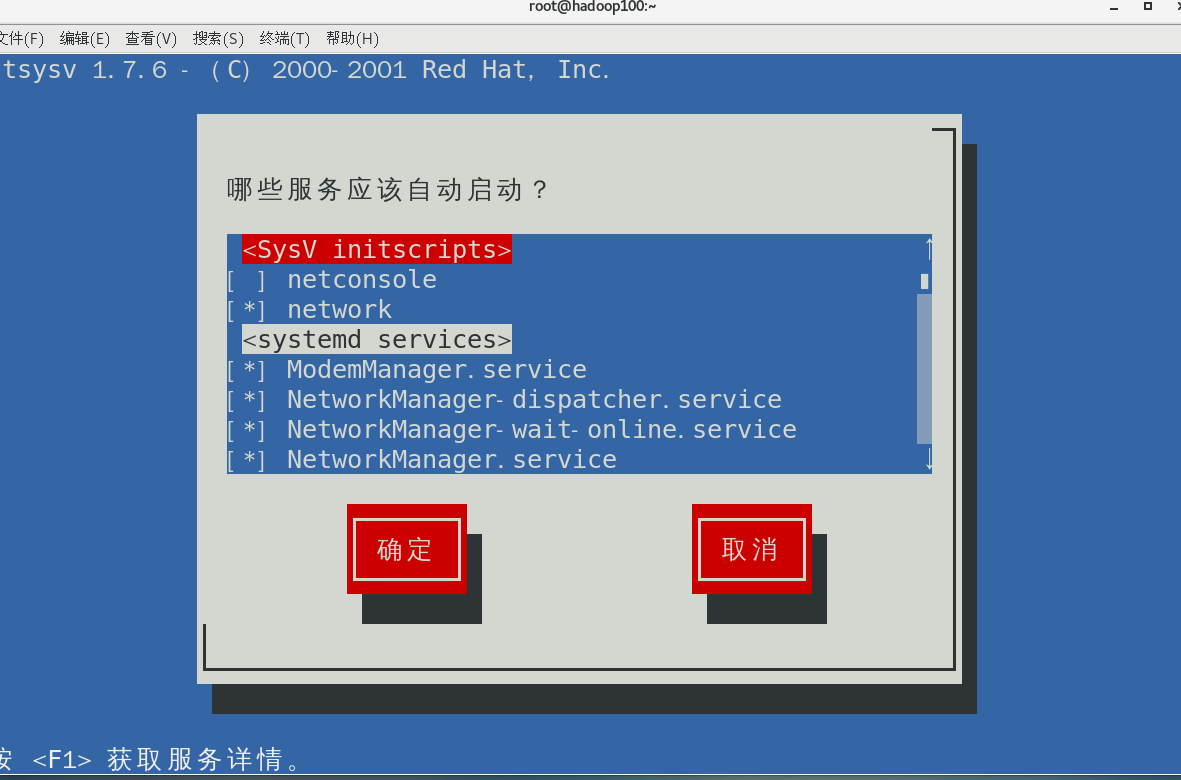 root@hadoop100:~
文件(F) 编辑(E) 查看(V) 搜索(S) 终端(T) 帮助(H)
tsysv 1.7.6 - (C) 2000-2001 Red Hat, Inc.
哪些服务应该自动启动？
<SysV initscripts>
[ ] netconsole
[*] network
<systemd services>
[*] ModemManager.service
[*] NetworkManager-dispatcher.service
[*] NetworkManager-wait-online.service
[*] NetworkManager.service
确定 取消
按 <F1> 获取服务详情。